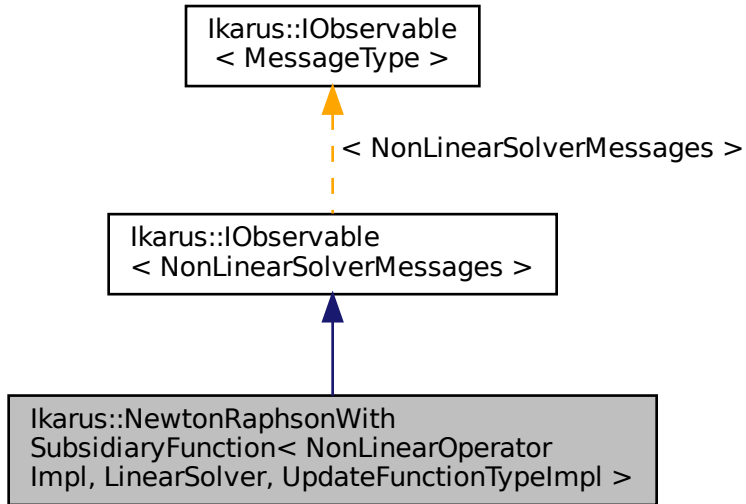 Ikarus::IObservable
< MessageType >
< NonLinearSolverMessages >
Ikarus::IObservable
< NonLinearSolverMessages >
Ikarus::NewtonRaphsonWith
SubsidiaryFunction< NonLinearOperator
Impl, LinearSolver, UpdateFunctionTypeImpl >